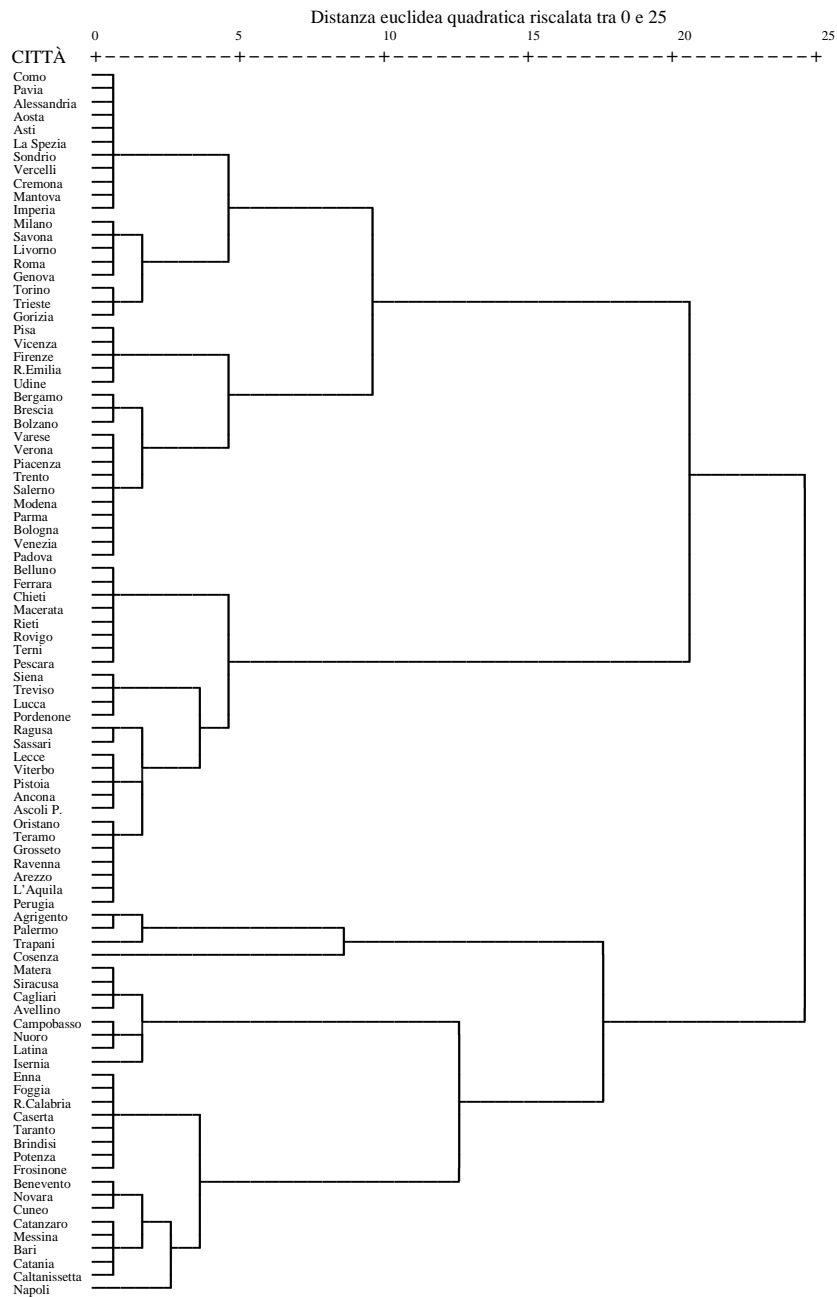 Distanza euclidea quadratica riscalata tra 0 e 25
0 5 10 15 20 25
CITTÀ
Como
Pavia
Alessandria
Aosta
Asti
La Spezia
Sondrio
Vercelli
Cremona
Mantova
Imperia
Milano
Savona
Livorno
Roma
Genova
Torino
Trieste
Gorizia
Pisa
Vicenza
Firenze
R.Emilia
Udine
Bergamo
Brescia
Bolzano
Varese
Verona
Piacenza
Trento
Salerno
Modena
Parma
Bologna
Venezia
Padova
Belluno
Ferrara
Chieti
Macerata
Rieti
Rovigo
Terni
Pescara
Siena
Treviso
Lucca
Pordenone
Ragusa
Sassari
Lecce
Viterbo
Pistoia
Ancona
Ascoli P.
Oristano
Teramo
Grosseto
Ravenna
Arezzo
L'Aquila
Perugia
Agrigento
Palermo
Trapani
Cosenza
Matera
Siracusa
Cagliari
Avellino
Campobasso
Nuoro
Latina
Isernia
Enna
Foggia
R.Calabria
Caserta
Taranto
Brindisi
Potenza
Frosinone
Benevento
Novara
Cuneo
Catanzaro
Messina
Bari
Catania
Caltanissetta
Napoli